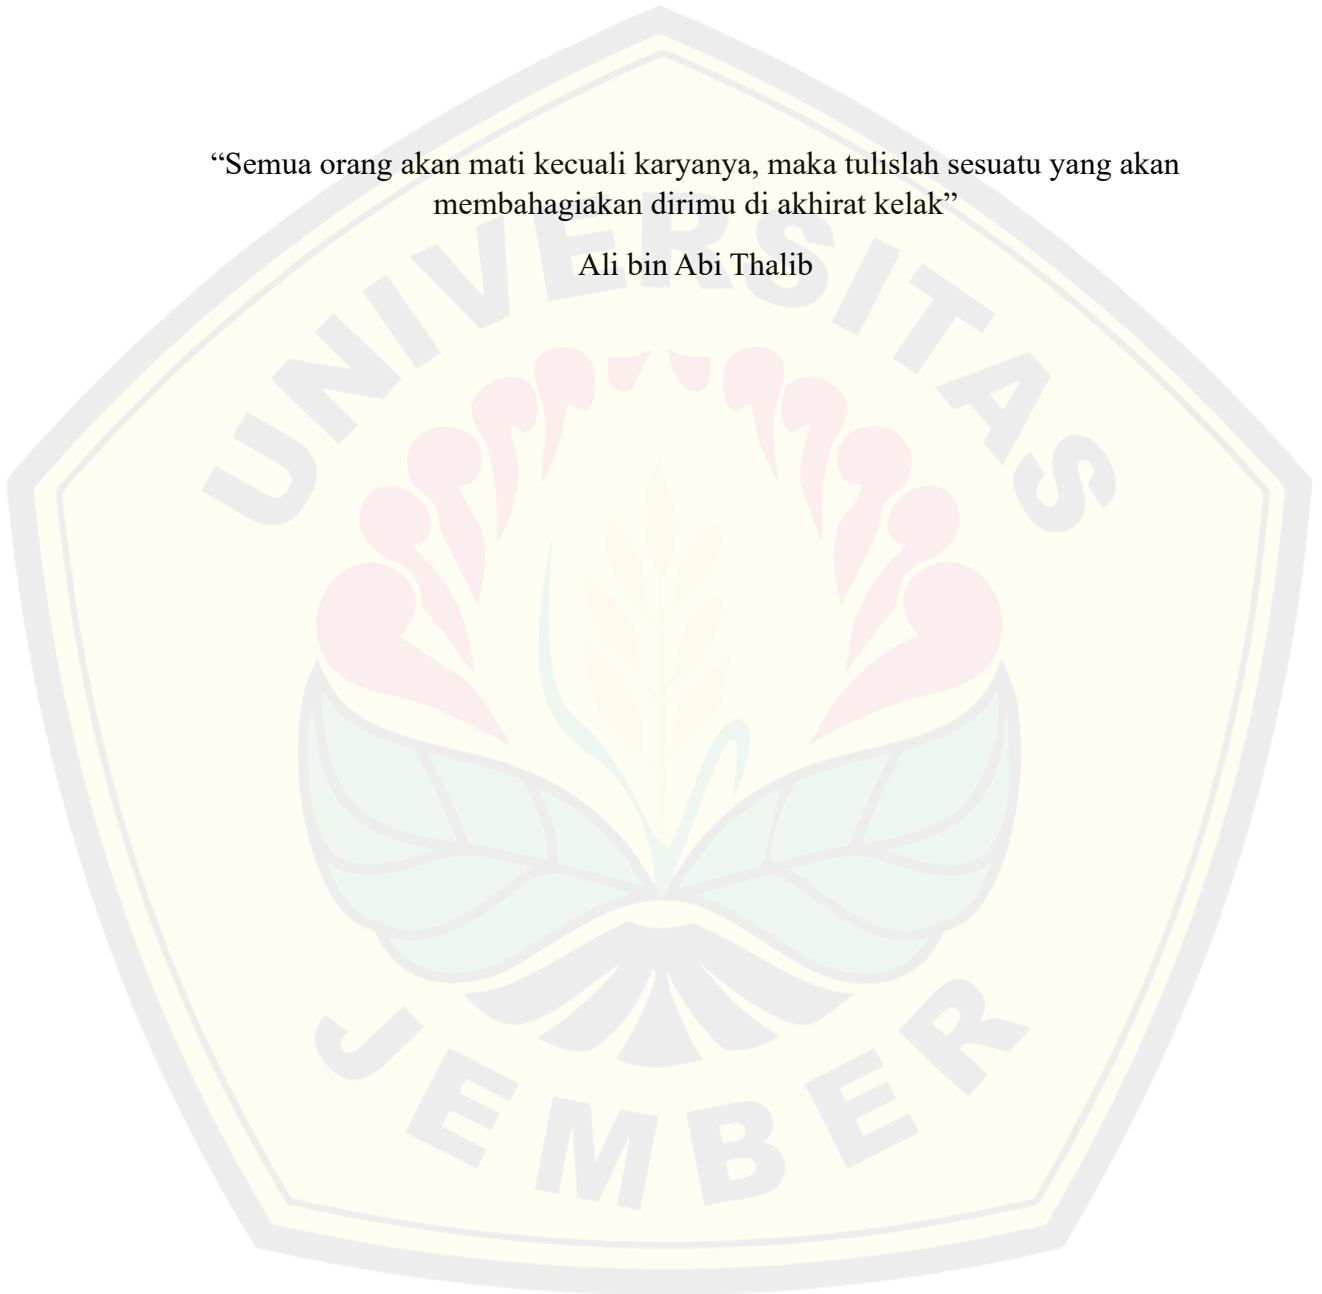 “Semua orang akan mati kecuali karyanya, maka tulislah sesuatu yang akan
membahagiakan dirimu di akhirat kelak”
Ali bin Abi Thalib
UNIVERSITAS
JEMBER